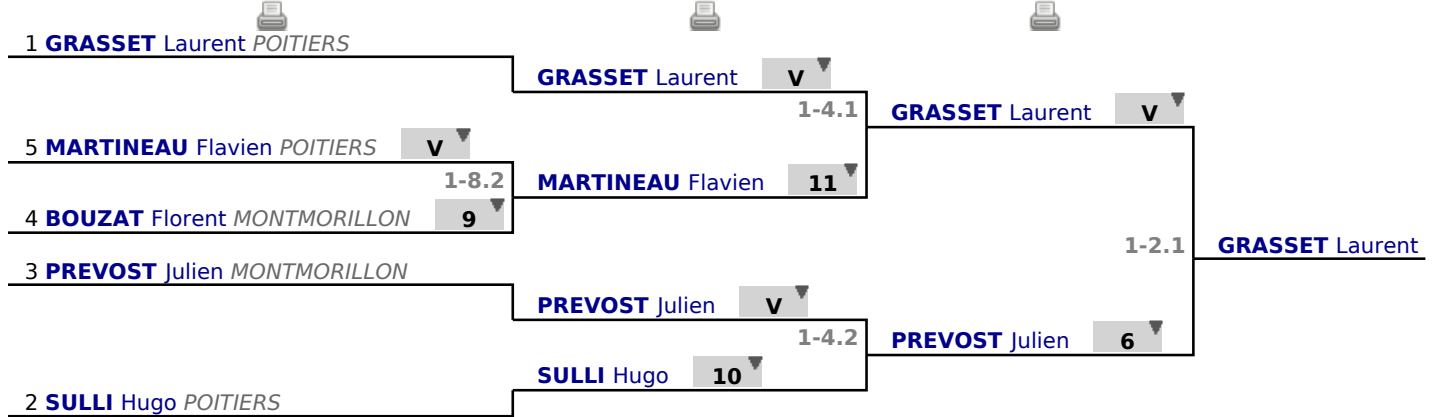 1 GRASSET Laurent POITIERS
GRASSET Laurent V
1-4.1
GRASSET Laurent V
5 MARTINEAU Flavien POITIERS V
1-8.2
MARTINEAU Flavien 11
4 BOUZAT Florent MONTMORILLON 9
1-2.1
GRASSET Laurent
3 PREVOST Julien MONTMORILLON
PREVOST Julien V
1-4.2
PREVOST Julien 6
SULLI Hugo 10
2 SULLI Hugo POITIERS